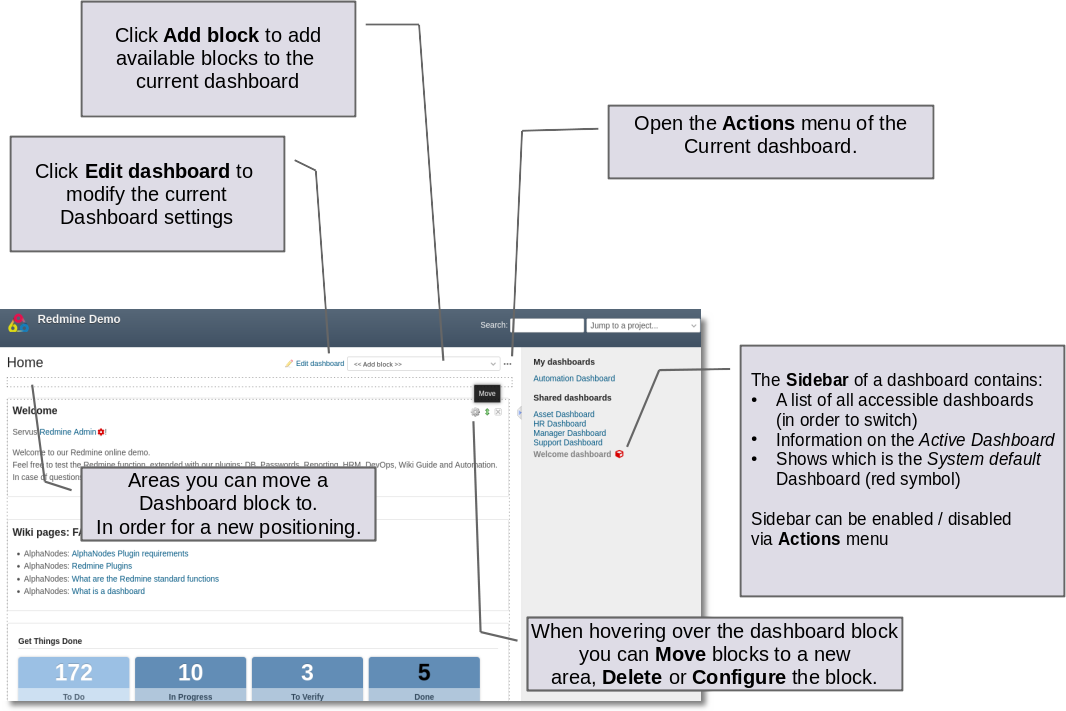 Click Add block to add
available blocks to the
current dashboard
Open the Actions menu of the
Current dashboard.
Click Edit dashboard to
modify the current
Dashboard settings
Redmine Demo
Search:
Jump to a project...
Home
Edit dashboard
<< Add block >>
Move
Welcome
Servus Redmine Admin !
Welcome to our Redmine online demo.
Feel free to test the Redmine function, extended with our plugins: DB, Passwords, Reporting, HRM, DevOps, Wiki Guide and Automation.
In case of question
Areas you can move a
Dashboard block to.
In order for a new positioning.
Wiki pages: FA
• AlphaNodes: AlphaNodes Plugin requirements
• AlphaNodes: Redmine Plugins
• AlphaNodes: What are the Redmine standard functions
• AlphaNodes: What is a dashboard
Get Things Done
172
To Do
10
In Progress
3
To Verify
5
Done
My dashboards
Automation Dashboard
Shared dashboards
Asset Dashboard
HR Dashboard
Manager Dashboard
Support Dashboard
Welcome dashboard
The Sidebar of a dashboard contains:
• A list of all accessible dashboards
(in order to switch)
• Information on the Active Dashboard
• Shows which is the System default
Dashboard (red symbol)
Sidebar can be enabled / disabled
via Actions menu
When hovering over the dashboard block
you can Move blocks to a new
area, Delete or Configure the block.